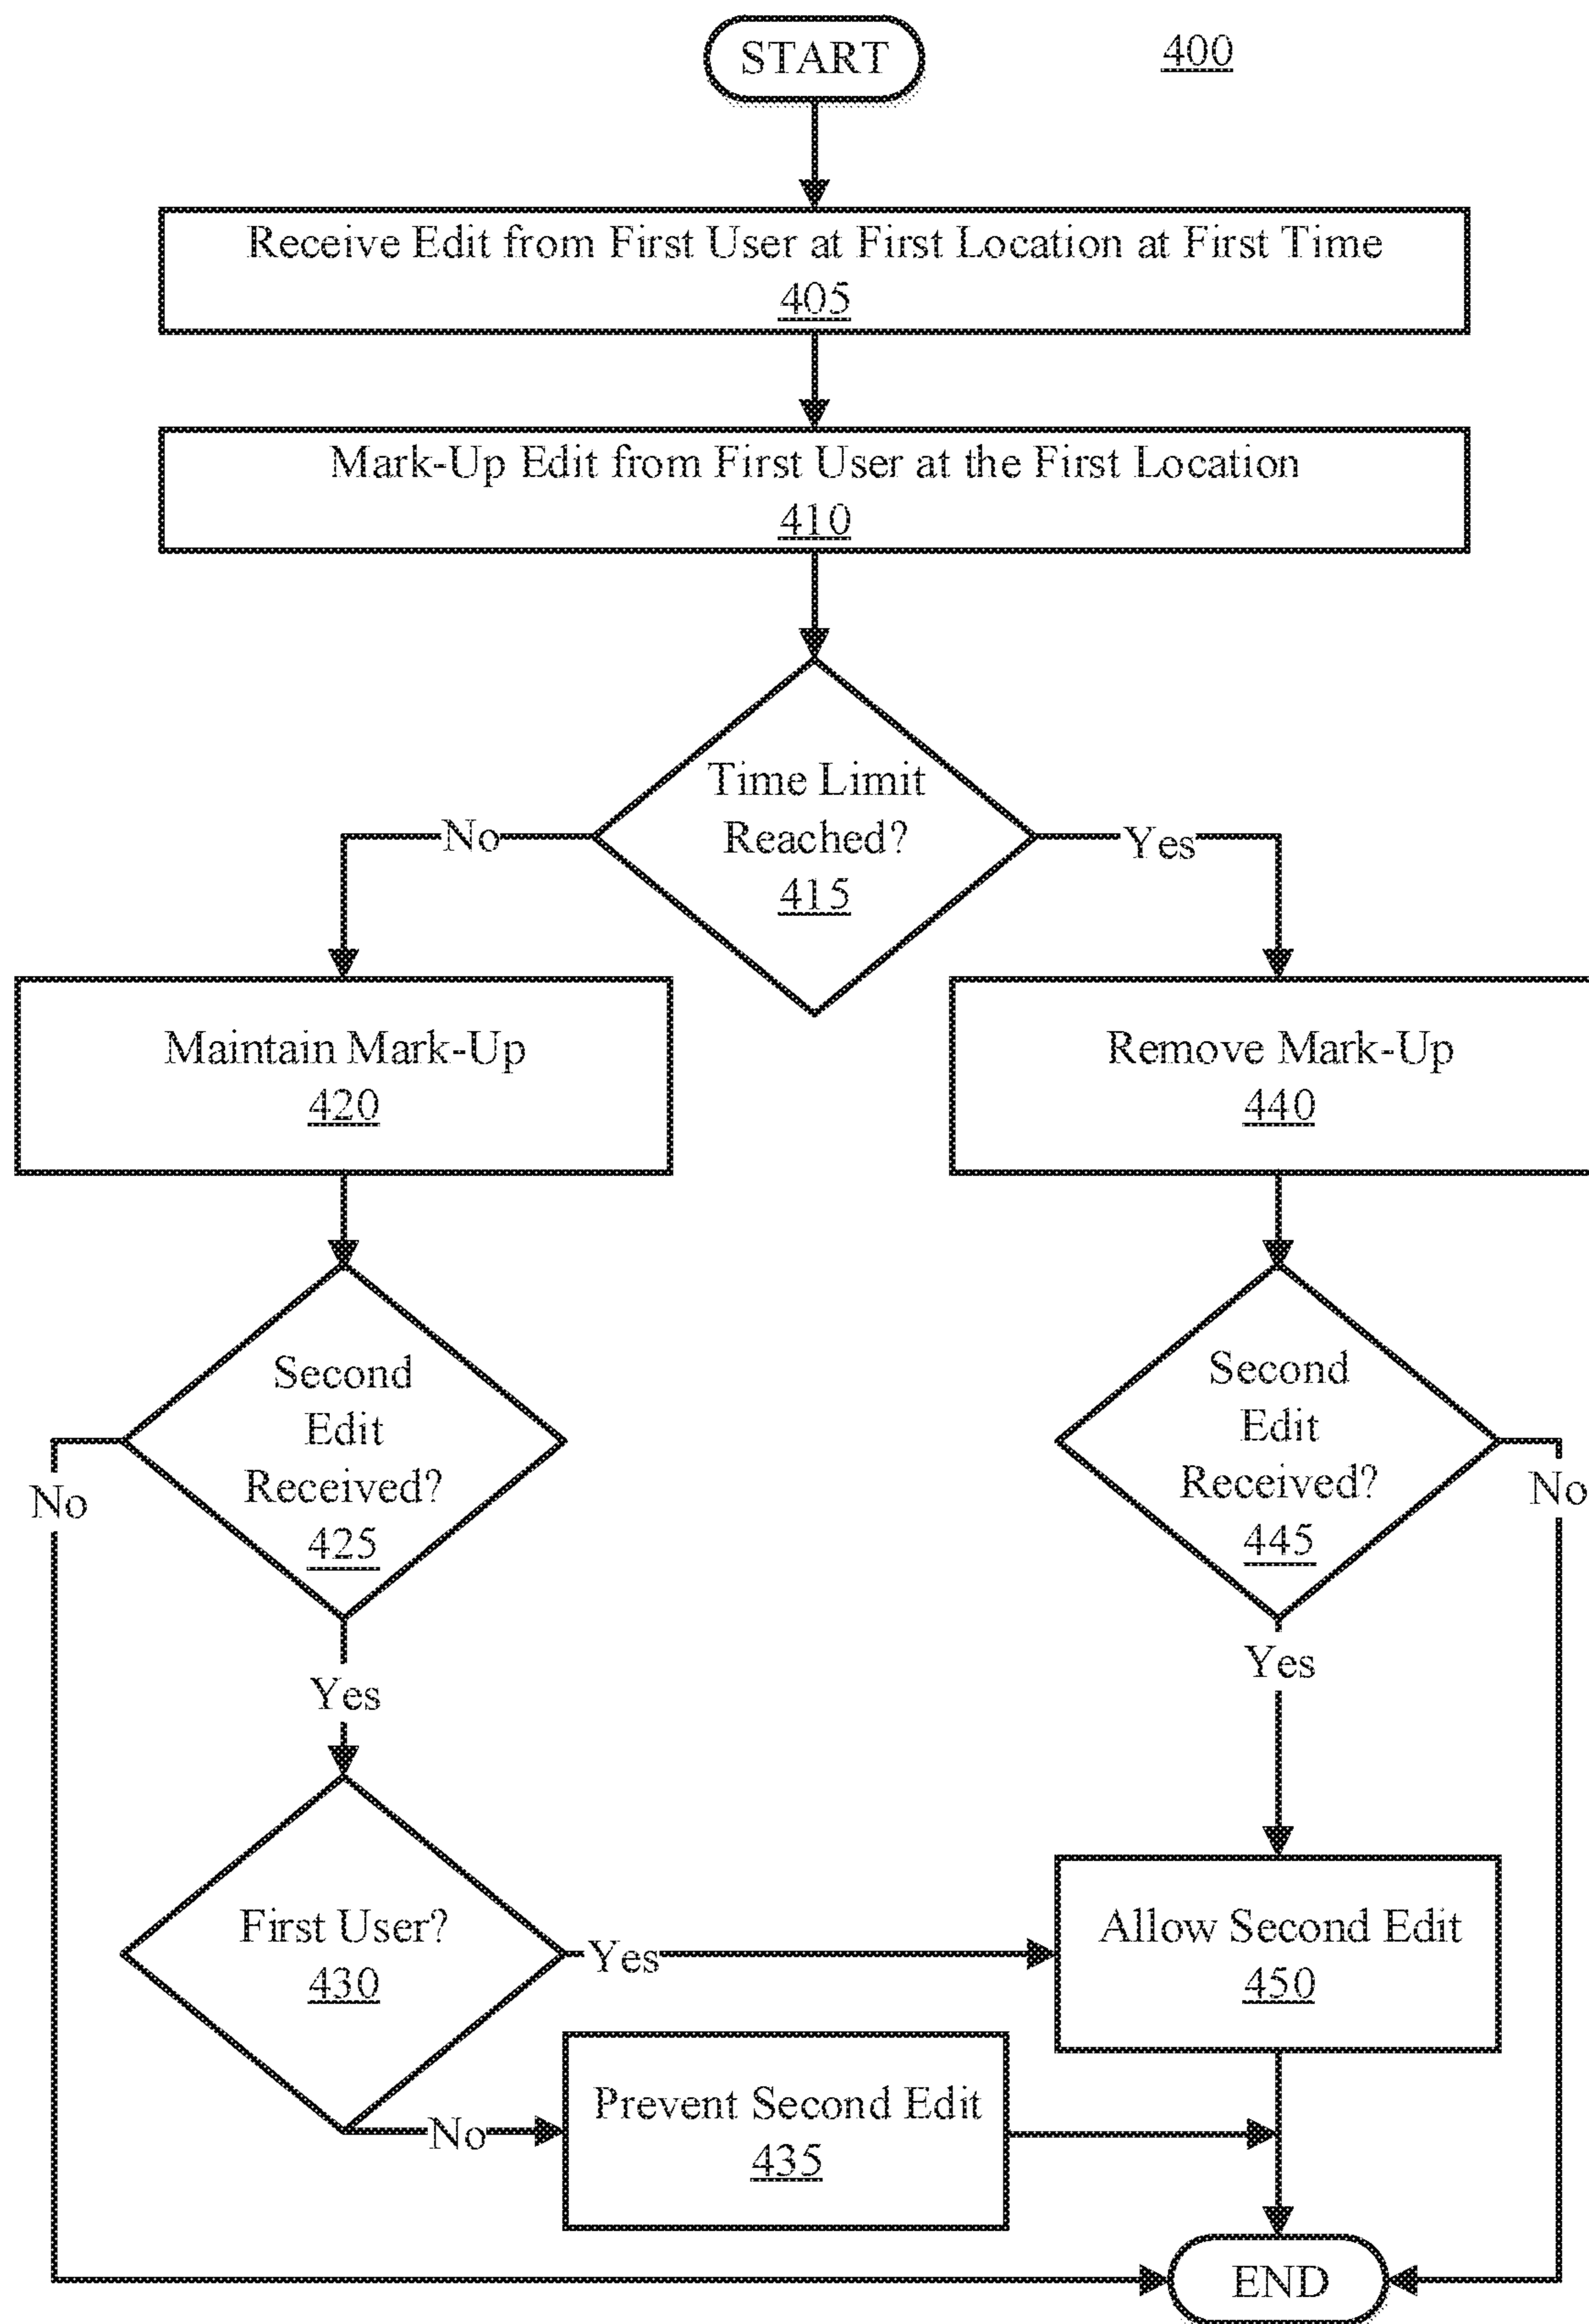 START
400
Receive Edit from First User at First Location at First Time
405
Mark-Up Edit from First User at the First Location
410
Time Limit
Reached?
415
No
Yes
Maintain Mark-Up
420
Remove Mark-Up
440
Second
Edit
Received?
425
Second
Edit
Received?
445
No
No
Yes
Yes
First User?
430
Yes
Allow Second Edit
450
No
Prevent Second Edit
435
END